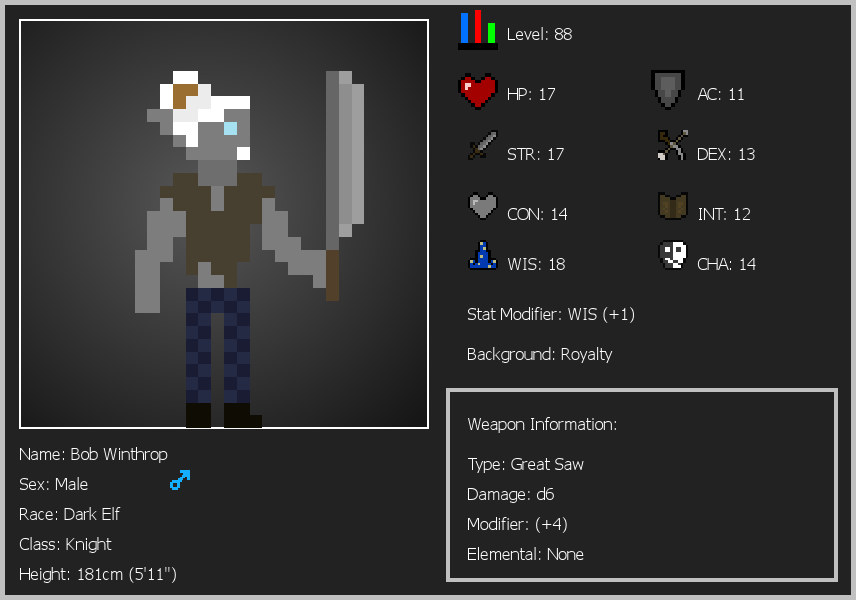 Level: 88
HP: 17
AC: 11
STR: 17
DEX: 13
CON: 14
INT: 12
WIS: 18
CHA: 14
Stat Modifier: WIS (+1)
Background: Royalty
Weapon Information:
Type: Great Saw
Damage: d6
Modifier: (+4)
Elemental: None
Name: Bob Winthrop
Sex: Male
Race: Dark Elf
Class: Knight
Height: 181cm (5'11")